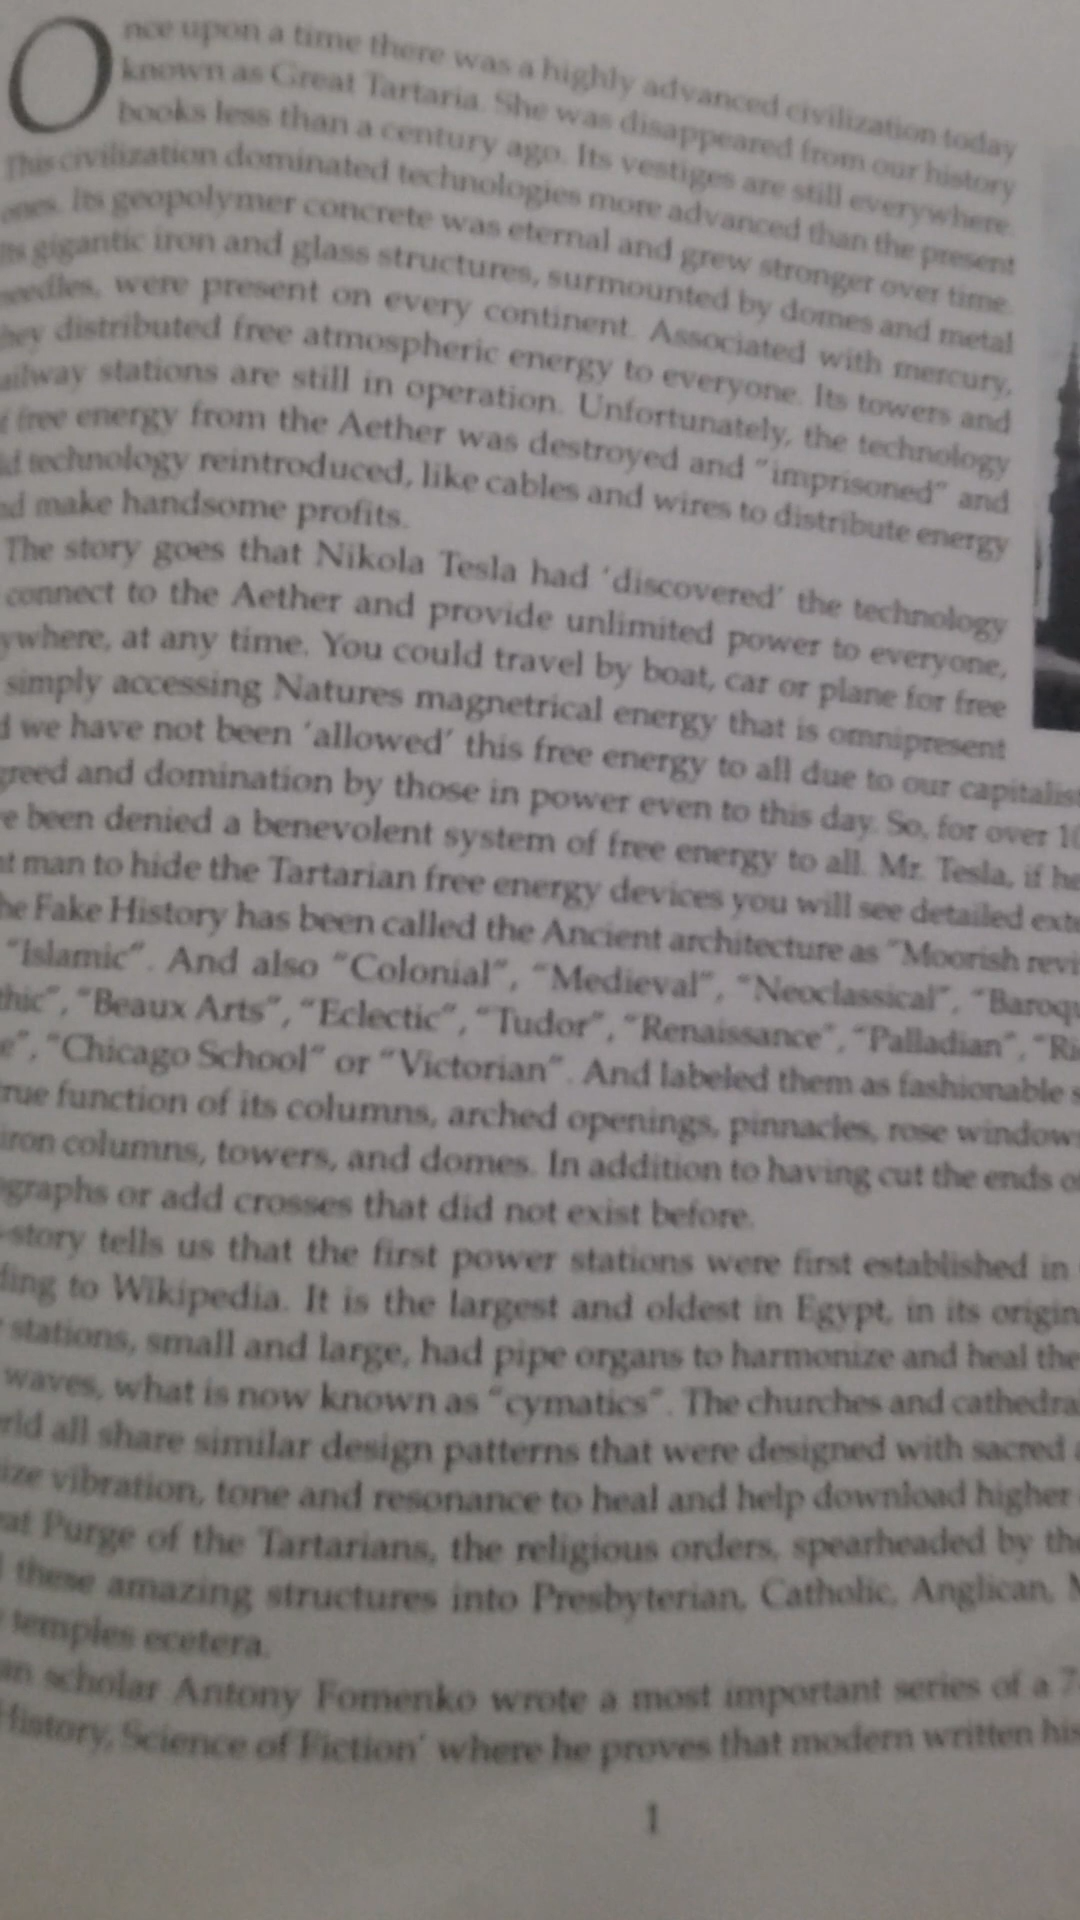 Once upon a time there was a highly advanced civilization today
known as Great Tartaria. She was disappeared from our history
books less than a century ago. Its vestiges are still everywhere.
This civilization dominated technologies more advanced than the present
ones. Its geopolymer concrete was eternal and grew stronger over time.
Its gigantic iron and glass structures, surmounted by domes and metal
needles, were present on every continent. Associated with mercury,
they distributed free atmospheric energy to everyone. Its towers and
railway stations are still in operation. Unfortunately, the technology
free energy from the Aether was destroyed and “imprisoned” and
technology reintroduced, like cables and wires to distribute energy
make handsome profits.
The story goes that Nikola Tesla had ‘discovered’ the technology
connect to the Aether and provide unlimited power to everyone,
ywhere, at any time. You could travel by boat, car or plane for free
simply accessing Natures magnetrical energy that is omnipresent
we have not been ‘allowed’ this free energy to all due to our capitalist
greed and domination by those in power even to this day. So, for over 10
e been denied a benevolent system of free energy to all. Mr. Tesla, if he
man to hide the Tartarian free energy devices you will see detailed
he Fake History has been called the Ancient architecture as “Moorish revi
“Islamic”. And also “Colonial”, “Medieval”, “Neoclassical”, “Baroqu
thic”, “Beaux Arts”, “Eclectic”, “Tudor”, “Renaissance”, “Palladian”, “Ri
e”, “Chicago School” or “Victorian”. And labeled them as fashionable s
rue function of its columns, arched openings, pinnacles, rose windows
iron columns, towers, and domes. In addition to having cut the ends o
ographs or add crosses that did not exist before.
-story tells us that the first power stations were first established in
ding to Wikipedia. It is the largest and oldest in Egypt, in its origin
stations, small and large, had pipe organs to harmonize and heal the
waves, what is now known as “cymatics”. The churches and cathedra
rld all share similar design patterns that were designed with sacred
ize vibration, tone and resonance to heal and help download higher
at Purge of the Tartarians, the religious orders, spearheaded by the
these amazing structures into Presbyterian, Catholic, Anglican, M
temples ecetera.
an scholar Antony Fomenko wrote a most important series of a 7
History, Science of Fiction’ where he proves that modern written his
1